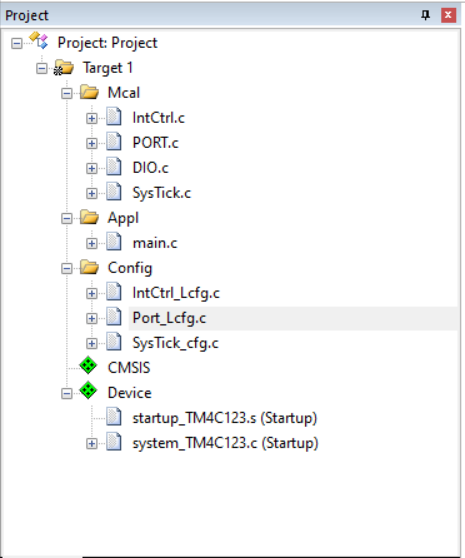 Project
Project: Project
Target 1
Mcal
IntCtrl.c
PORT.c
DIO.c
SysTick.c
Appl
main.c
Config
IntCtrl_Lcfg.c
Port_Lcfg.c
SysTick_cfg.c
CMSIS
Device
startup_TM4C123.s (Startup)
system_TM4C123.c (Startup)